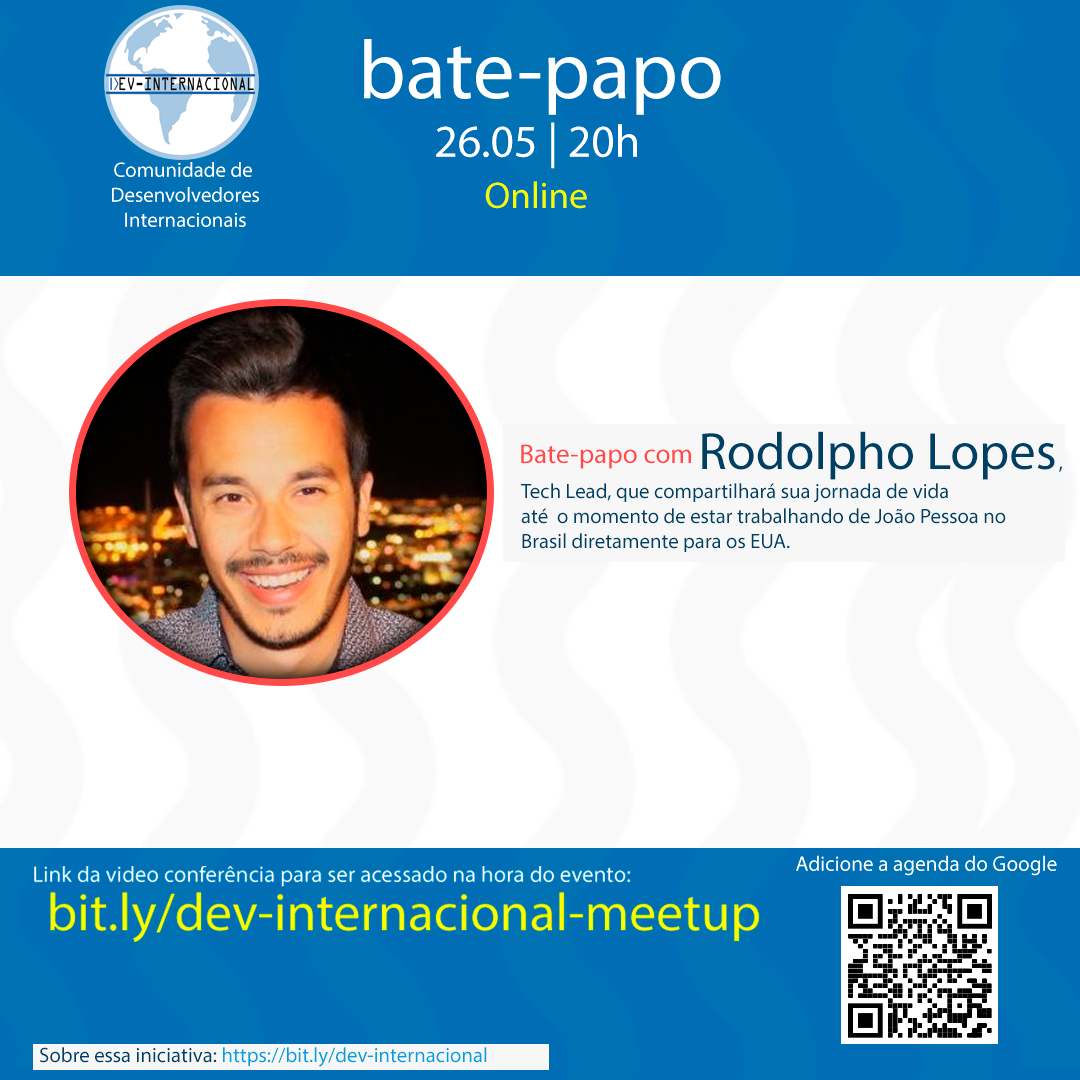 DEV-INTERNACIONAL
Comunidade de
Desenvolvedores
Internacionais
bate-papo
26.05 | 20h
Online
Bate-papo com Rodolpho Lopes,
Tech Lead, que compartilhará sua jornada de vida
até o momento de estar trabalhando de João Pessoa no
Brasil diretamente para os EUA.
Link da video conferência para ser acessado na hora do evento:
bit.ly/dev-internacional-meetup
Adicione a agenda do Google
Sobre essa iniciativa: https://bit.ly/dev-internacional